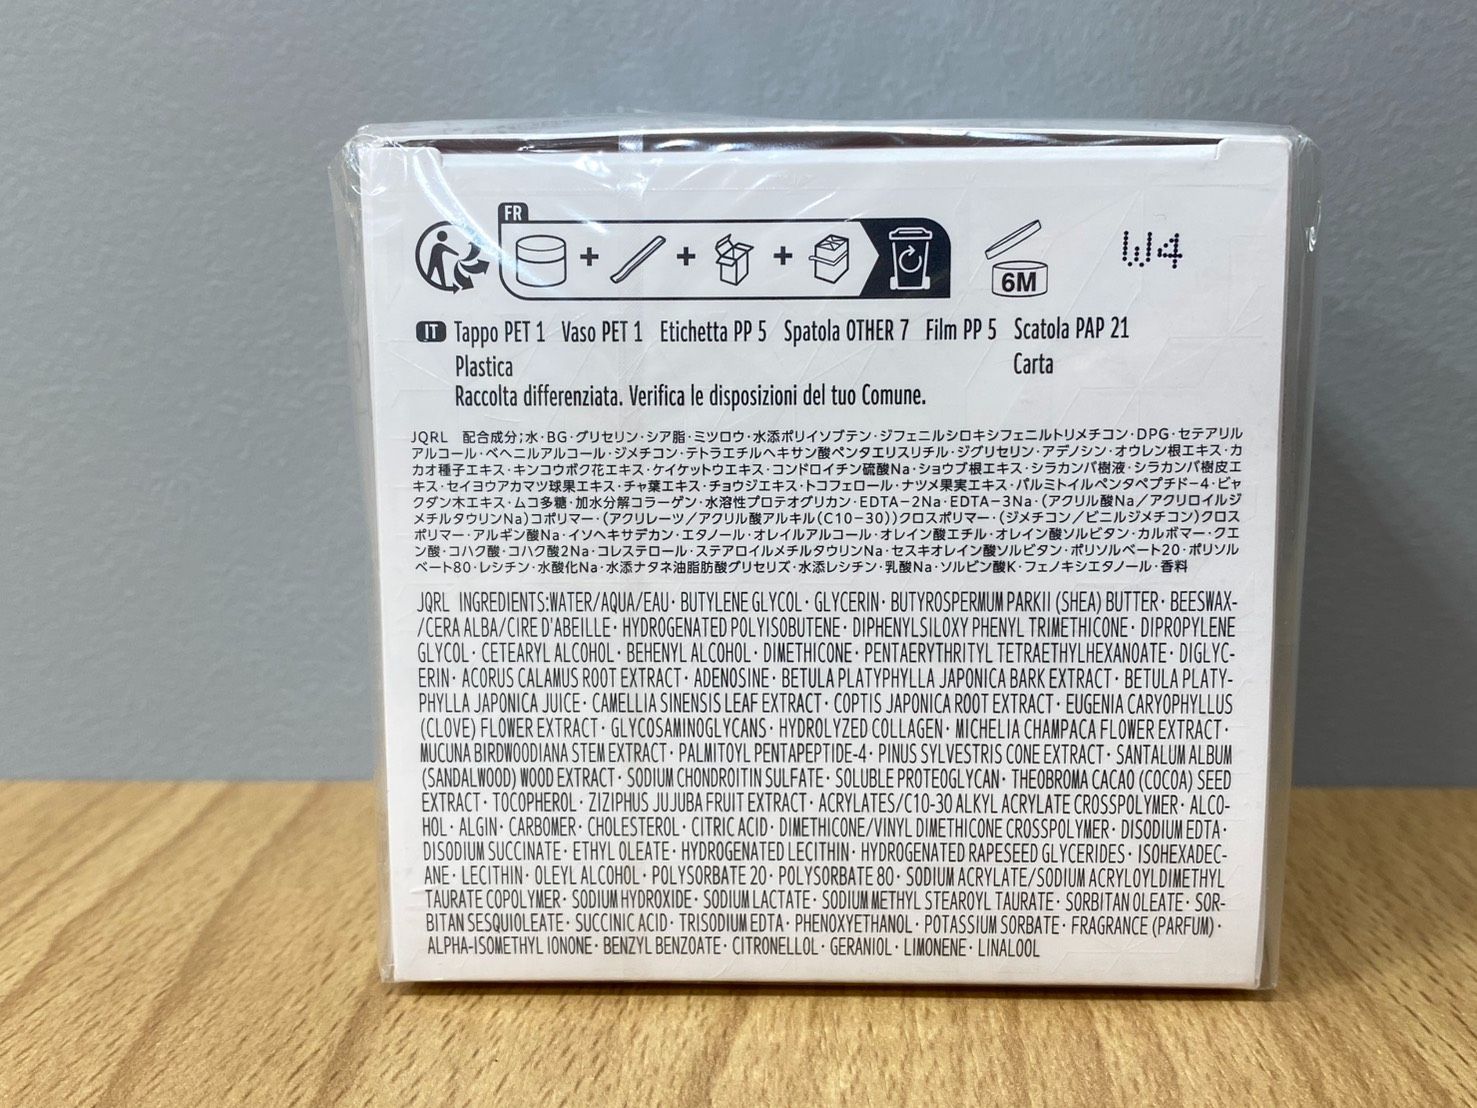 FR
6M
W4
IT Tappo PET 1 Vaso PET 1 Etichetta PP 5 Spatola OTHER 7 Film PP 5 Scatola PAP 21
Plastica Carta
Raccolta differenziata. Verifica le disposizioni del tuo Comune.
JQRL 配合成分;水・BG・グリセリン・シア脂・ミツロウ・水添ポリイソブテン・ジフェニルシロキシフェニルトリメチコン・DPG・セテアリル
アルコール・ベヘニルアルコール・ジメチコン・テトラエチルヘキサン酸ペンタエリスリチル・ジグリセリン・アデノシン・オウレン根エキス・カ
カオ種子エキス・キンコウボク花エキス・ケイケットウエキス・コンドロイチン硫酸Na・ショウブ根エキス・シラカンバ樹液・シラカンバ樹皮エ
キス・セイヨウアカマツ球果エキス・チャ葉エキス・チョウジエキス・トコフェロール・ナツメ果実エキス・パルミトイルペンタペプチド－4・ビャ
クダン木エキス・ムコ多糖・加水分解コラーゲン・水溶性プロテオグリカン・EDTA－2Na・EDTA－3Na・(アクリル酸Na／アクリロイルジ
メチルタウリンNa)コポリマー・(アクリレーツ／アクリル酸アルキル(C10－30))クロスポリマー・(ジメチコン／ビニルジメチコン)クロス
ポリマー・アルギン酸Na・イソヘキサデカン・エタノール・オレイルアルコール・オレイン酸エチル・オレイン酸ソルビタン・カルボマー・クエ
ン酸・コハク酸・コハク酸2Na・コレステロール・ステアロイルメチルタウリンNa・セスキオレイン酸ソルビタン・ポリソルベート20・ポリソル
ベート80・レシチン・水酸化Na・水添ナタネ油脂肪酸グリセリズ・水添レシチン・乳酸Na・ソルビン酸K・フェノキシエタノール・香料
JQRL INGREDIENTS:WATER/AQUA/EAU・BUTYLENE GLYCOL・GLYCERIN・BUTYROSPERMUM PARKII (SHEA) BUTTER・BEESWAX-
/CERA ALBA/CIRE D'ABEILLE・HYDROGENATED POLYISOBUTENE・DIPHENYLSILOXY PHENYL TRIMETHICONE・DIPROPYLENE
GLYCOL・CETEARYL ALCOHOL・BEHENYL ALCOHOL・DIMETHICONE・PENTAERYTHRITYL TETRAETHYLHEXANOATE・DIGLYC-
ERIN・ACORUS CALAMUS ROOT EXTRACT・ADENOSINE・BETULA PLATYPHYLLA JAPONICA BARK EXTRACT・BETULA PLATY-
PHYLLA JAPONICA JUICE・CAMELLIA SINENSIS LEAF EXTRACT・COPTIS JAPONICA ROOT EXTRACT・EUGENIA CARYOPHYLLUS
(CLOVE) FLOWER EXTRACT・GLYCOSAMINOGLYCANS・HYDROLYZED COLLAGEN・MICHELIA CHAMPACA FLOWER EXTRACT・
MUCUNA BIRDWOODIANA STEM EXTRACT・PALMITOYL PENTAPEPTIDE-4・PINUS SYLVESTRIS CONE EXTRACT・SANTALUM ALBUM
(SANDALWOOD) WOOD EXTRACT・SODIUM CHONDROITIN SULFATE・SOLUBLE PROTEOGLYCAN・THEOBROMA CACAO (COCOA) SEED
EXTRACT・TOCOPHEROL・ZIZIPHUS JUJUBA FRUIT EXTRACT・ACRYLATES/C10-30 ALKYL ACRYLATE CROSSPOLYMER・ALCO-
HOL・ALGIN・CARBOMER・CHOLESTEROL・CITRIC ACID・DIMETHICONE/VINYL DIMETHICONE CROSSPOLYMER・DISODIUM EDTA・
DISODIUM SUCCINATE・ETHYL OLEATE・HYDROGENATED LECITHIN・HYDROGENATED RAPESEED GLYCERIDES・ISOHEXADEC-
ANE・LECITHIN・OLEYL ALCOHOL・POLYSORBATE 20・POLYSORBATE 80・SODIUM ACRYLATE/SODIUM ACRYLOYLDIMETHYL
TAURATE COPOLYMER・SODIUM HYDROXIDE・SODIUM LACTATE・SODIUM METHYL STEAROYL TAURATE・SORBITAN OLEATE・SOR-
BITAN SESQUIOLEATE・SUCCINIC ACID・TRISODIUM EDTA・PHENOXYETHANOL・POTASSIUM SORBATE・FRAGRANCE (PARFUM)・
ALPHA-ISOMETHYL IONONE・BENZYL BENZOATE・CITRONELLOL・GERANIOL・LIMONENE・LINALOOL